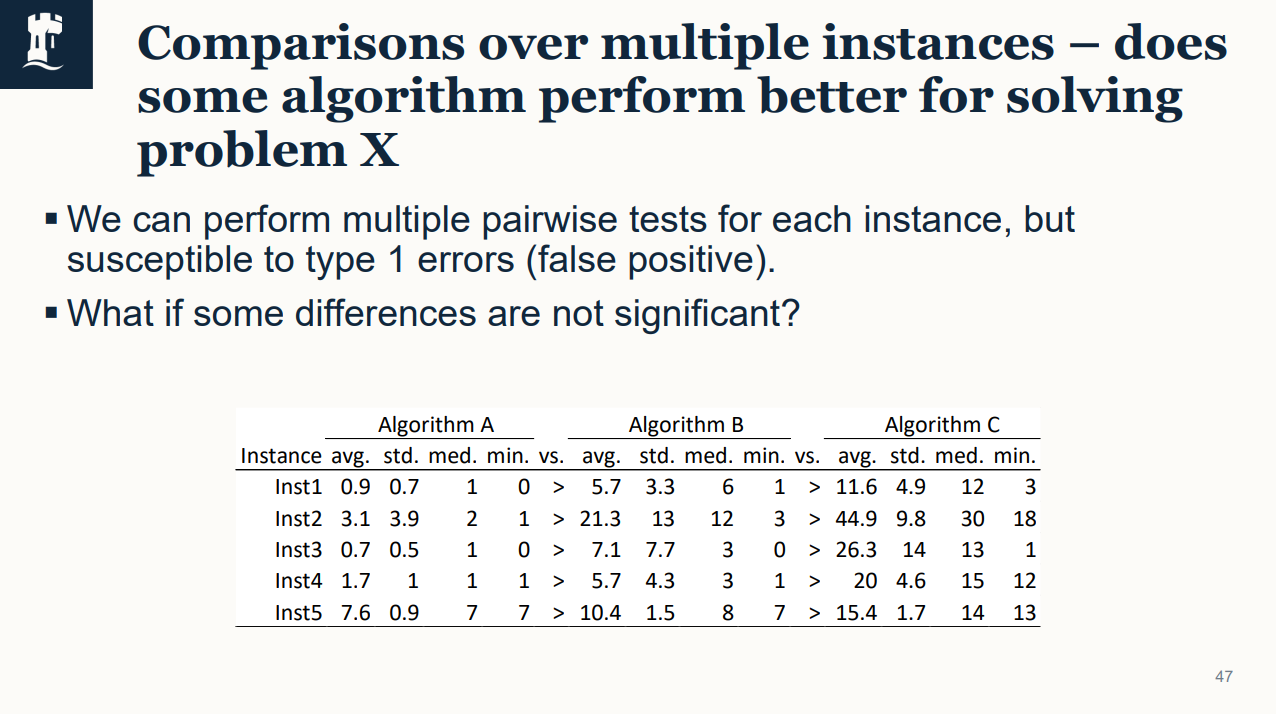 Comparisons over multiple instances – does
some algorithm perform better for solving
problem X
▪ We can perform multiple pairwise tests for each instance, but
susceptible to type 1 errors (false positive).
▪ What if some differences are not significant?
Algorithm A Algorithm B Algorithm C
Instance avg. std. med. min. vs. avg. std. med. min. vs. avg. std. med. min.
Inst1 0.9 0.7 1 0 > 5.7 3.3 6 1 > 11.6 4.9 12 3
Inst2 3.1 3.9 2 1 > 21.3 13 12 3 > 44.9 9.8 30 18
Inst3 0.7 0.5 1 0 > 7.1 7.7 3 0 > 26.3 14 13 1
Inst4 1.7 1 1 1 > 5.7 4.3 3 1 > 20 4.6 15 12
Inst5 7.6 0.9 7 7 > 10.4 1.5 8 7 > 15.4 1.7 14 13
47